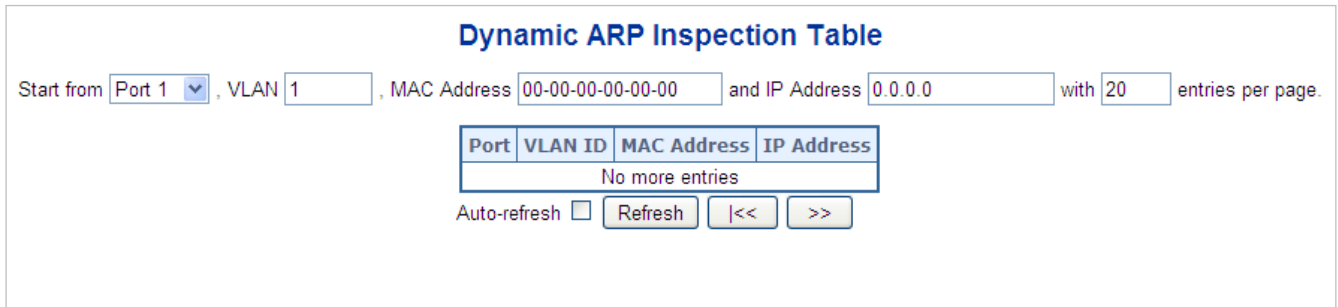 Dynamic ARP Inspection Table
Start from Port 1 , VLAN 1 , MAC Address 00-00-00-00-00-00 and IP Address 0.0.0.0 with 20 entries per page.
Port VLAN ID MAC Address IP Address
No more entries
Auto-refresh Refresh |<< >>